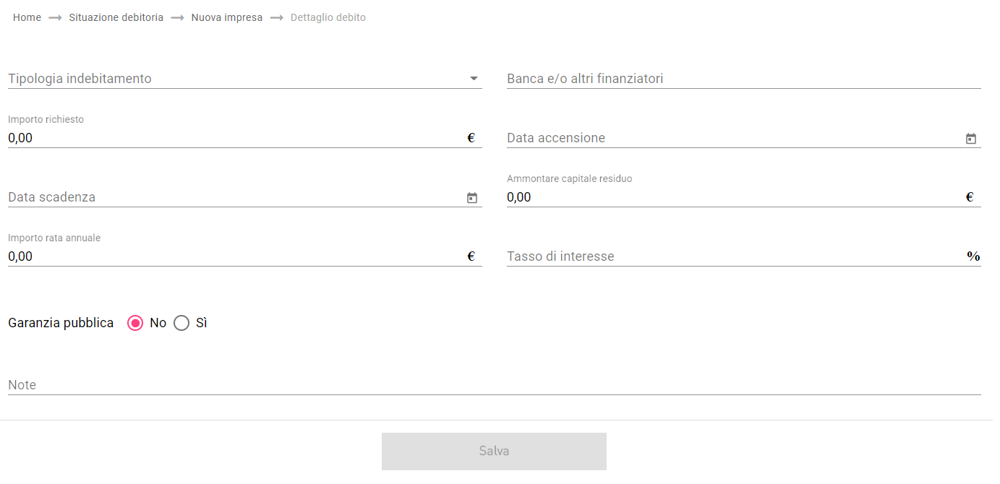 Home → Situazione debitoria → Nuova impresa → Dettaglio debito
Tipologia indebitamento
Banca e/o altri finanziatori
Importo richiesto
0,00 €
Data accensione
Data scadenza
Ammontare capitale residuo
0,00 €
Importo rata annuale
0,00 €
Tasso di interesse %
Garanzia pubblica No Sì
Note
Salva